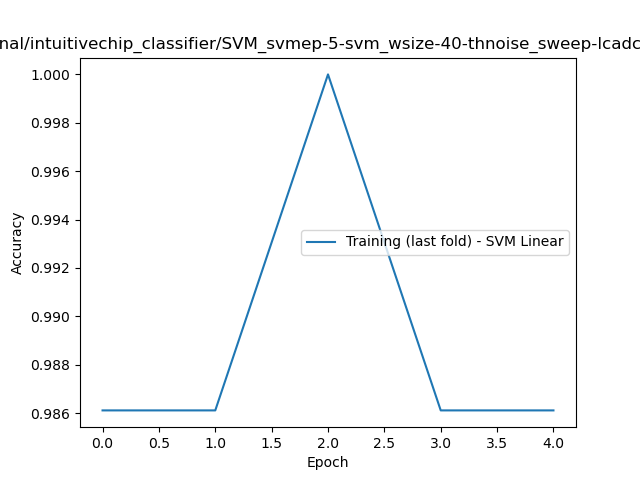 nal/intuitivechip_classifier/SVM_svmep-5-svm_wsize-40-thnoise_sweep-lcadc
1.000
0.998
0.996
0.994
0.992
0.990
0.988
0.986
Accuracy
Training (last fold) - SVM Linear
0.0 0.5 1.0 1.5 2.0 2.5 3.0 3.5 4.0
Epoch